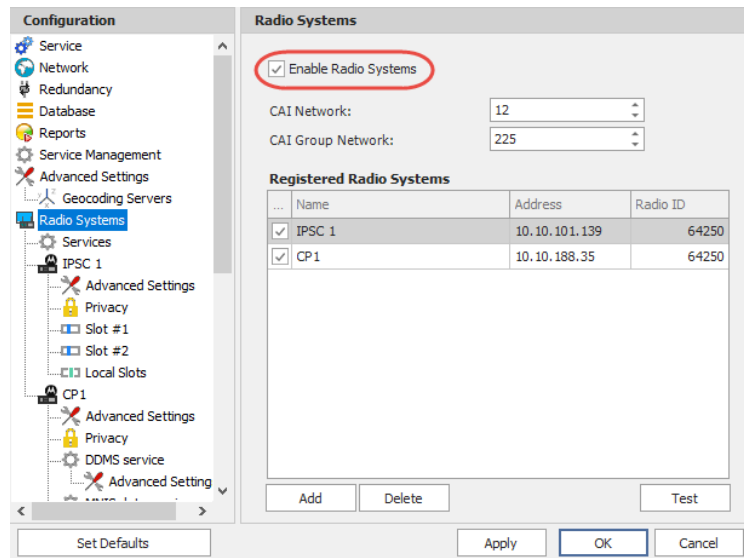 Configuration
Service
Network
Redundancy
Database
Reports
Service Management
Advanced Settings
Geocoding Servers
Radio Systems
Services
IPSC 1
Advanced Settings
Privacy
Slot #1
Slot #2
Local Slots
CP1
Advanced Settings
Privacy
DDMS service
Advanced Setting
Set Defaults
Radio Systems
Enable Radio Systems
CAI Network: 12
CAI Group Network: 225
Registered Radio Systems
... Name Address Radio ID
IPSC 1 10.10.101.139 64250
CP1 10.10.188.35 64250
Add Delete Test
Apply OK Cancel